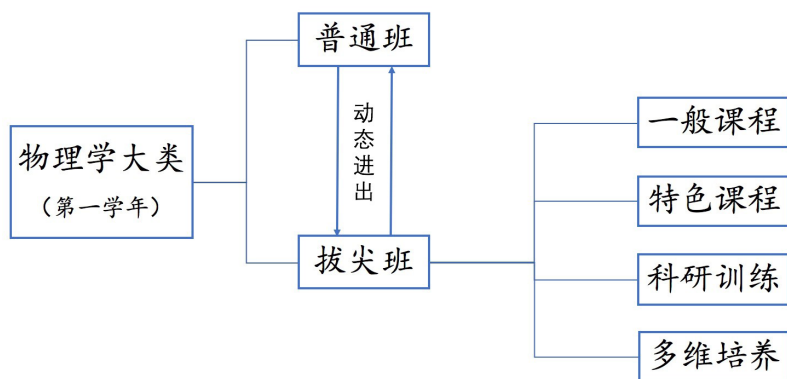 普通班
动态进出
物理学大类
（第一学年）
拔尖班
一般课程
特色课程
科研训练
多维培养